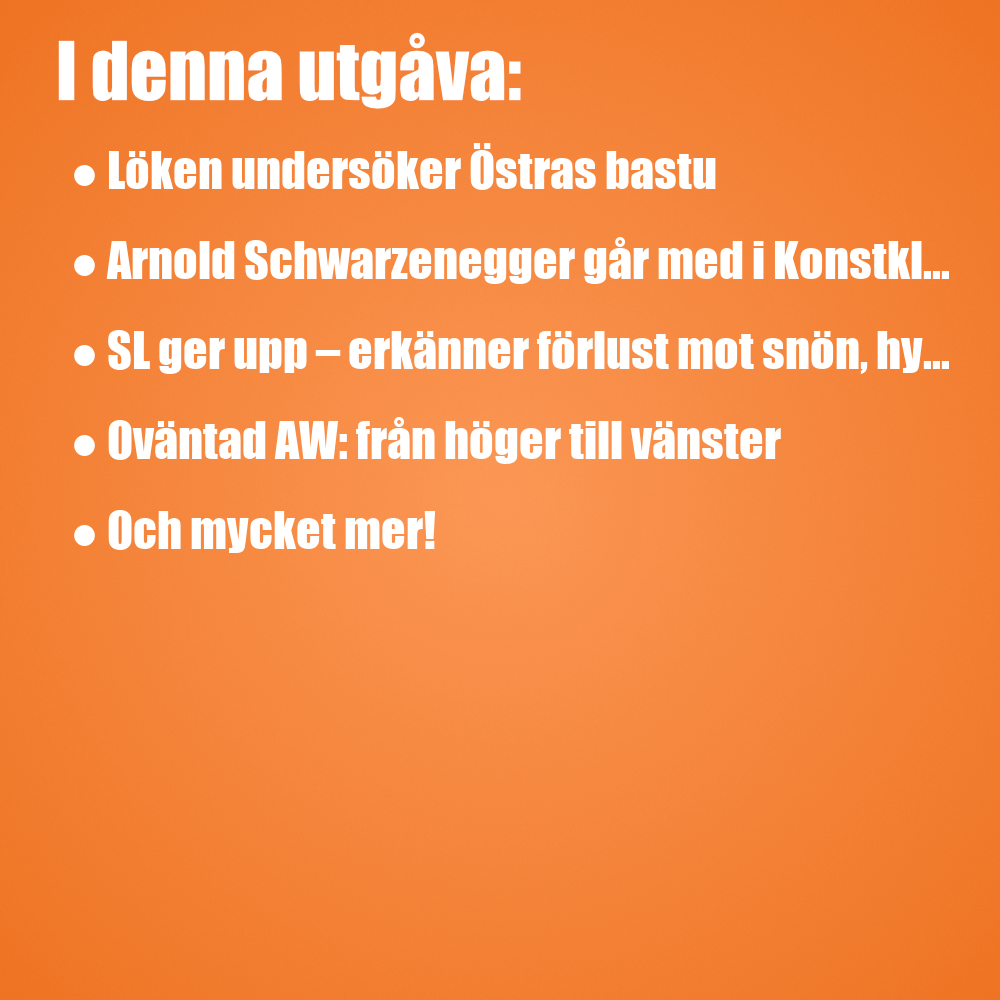 I denna utgåva:
● Löken undersöker Östras bastu
● Arnold Schwarzenegger går med i Konstkl...
● SL ger upp – erkänner förlust mot snön, hy...
● Oväntad AW: från höger till vänster
● Och mycket mer!